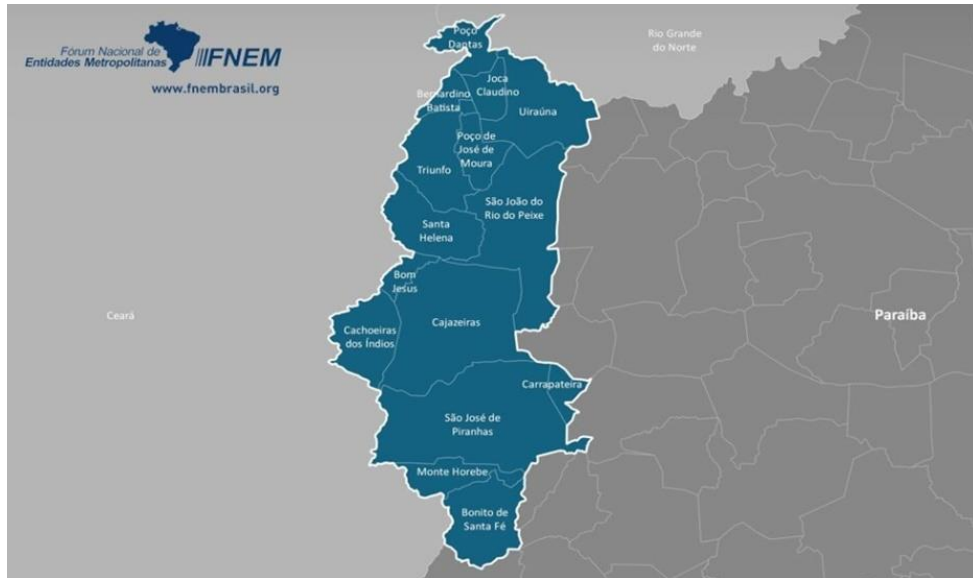 Fórum Nacional de
Entidades Metropolitanas
FNEM
www.fnembrasil.org
Rio Grande
do Norte
Poço
Dantas
Joca
Claudino
Bernardino
Batista
Uiraúna
Poço de
José de
Moura
Triunfo
São João do
Rio do Peixe
Santa
Helena
Bom
Jesus
Ceará
Cachoeiras
dos Índios
Cajazeiras
Paraíba
Carrapateira
São José de
Piranhas
Monte Horebe
Bonito de
Santa Fé